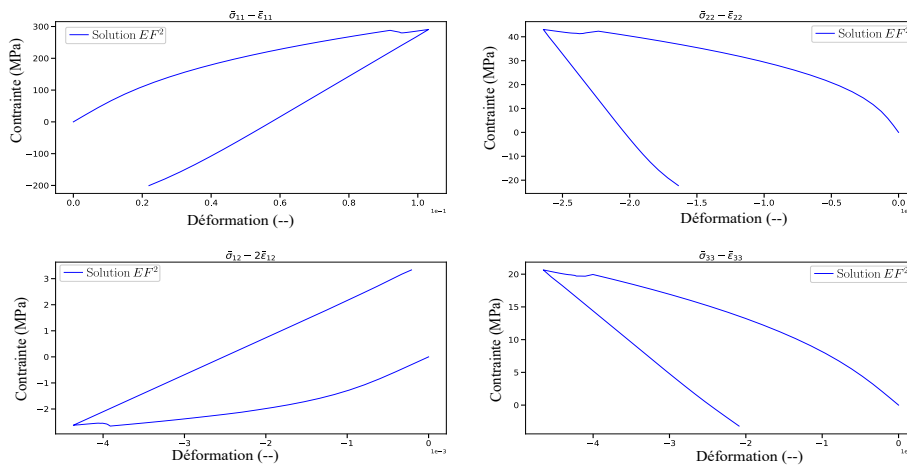 σ̄₁₁ − ε̄₁₁
Solution EF²
Contrainte (MPa)
300
200
100
0
−100
−200
0.0 0.2 0.4 0.6 0.8 1.0
1e−1
Déformation (--)
σ̄₂₂ − ε̄₂₂
Solution EF²
Contrainte (MPa)
40
30
20
10
0
−10
−20
−2.5 −2.0 −1.5 −1.0 −0.5 0.0
Déformation (--)
σ̄₁₂ − 2ε̄₁₂
Solution EF²
Contrainte (MPa)
3
2
1
0
−1
−2
−4 −3 −2 −1 0
1e−3
Déformation (--)
σ̄₃₃ − ε̄₃₃
Solution EF²
Contrainte (MPa)
20
15
10
5
0
−4 −3 −2 −1 0
Déformation (--)